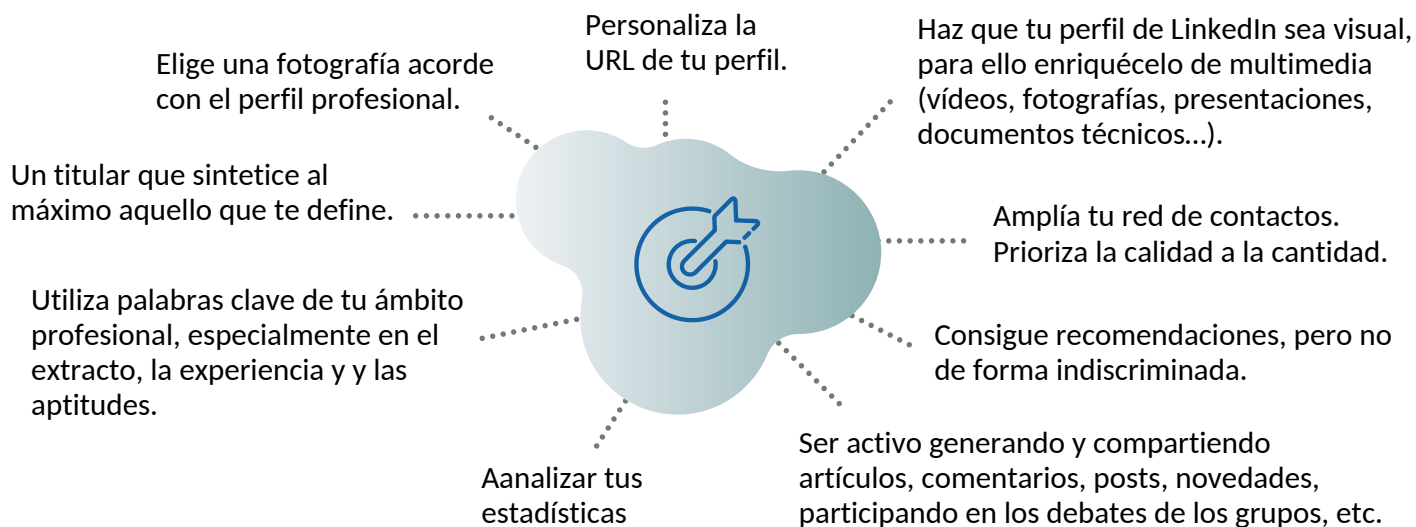 Personaliza la
URL de tu perfil.
Haz que tu perfil de LinkedIn sea visual,
para ello enriquécelo de multimedia
(vídeos, fotografías, presentaciones,
documentos técnicos...).
Elige una fotografía acorde
con el perfil profesional.
Un titular que sintetice al
máximo aquello que te define.
Amplía tu red de contactos.
Prioriza la calidad a la cantidad.
Utiliza palabras clave de tu ámbito
profesional, especialmente en el
extracto, la experiencia y y las
aptitudes.
Consigue recomendaciones, pero no
de forma indiscriminada.
Aanalizar tus
estadísticas
Ser activo generando y compartiendo
artículos, comentarios, posts, novedades,
participando en los debates de los grupos, etc.